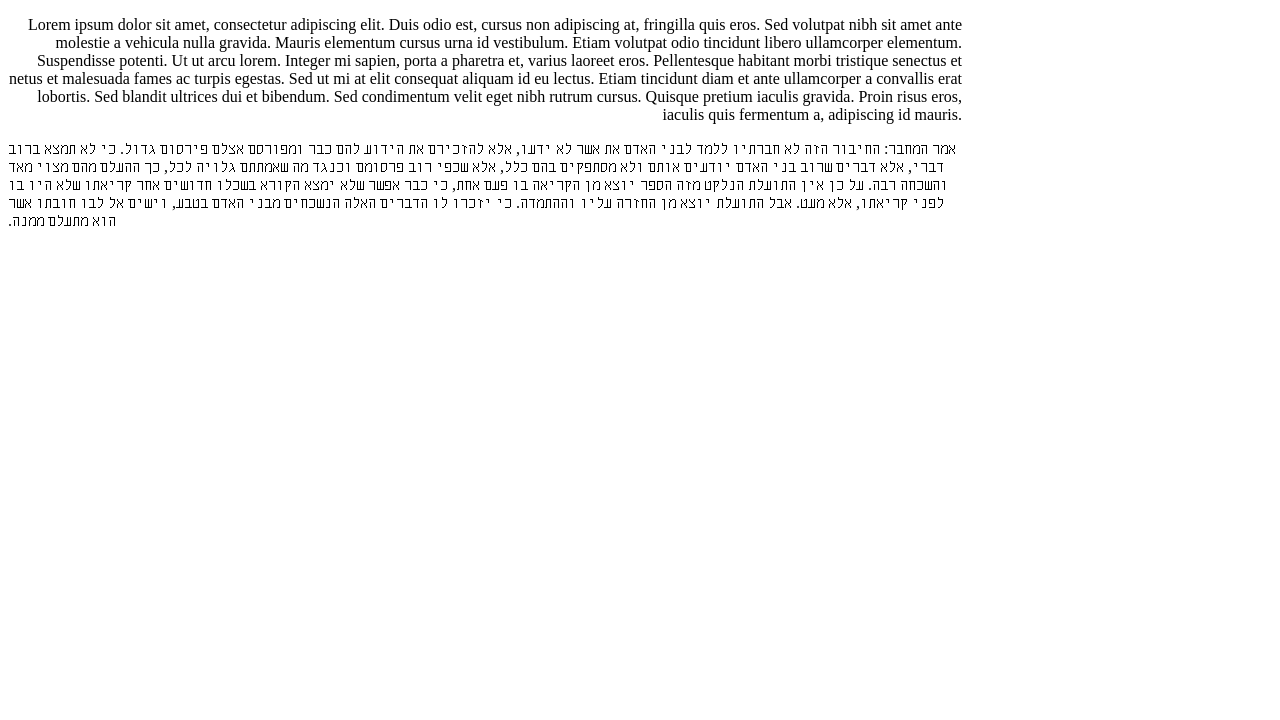 Lorem ipsum dolor sit amet, consectetur adipiscing elit. Duis odio est, cursus non adipiscing at, fringilla quis eros. Sed volutpat nibh sit amet ante
molestie a vehicula nulla gravida. Mauris elementum cursus urna id vestibulum. Etiam volutpat odio tincidunt libero ullamcorper elementum.
Suspendisse potenti. Ut ut arcu lorem. Integer mi sapien, porta a pharetra et, varius laoreet eros. Pellentesque habitant morbi tristique senectus et
netus et malesuada fames ac turpis egestas. Sed ut mi at elit consequat aliquam id eu lectus. Etiam tincidunt diam et ante ullamcorper a convallis erat
lobortis. Sed blandit ultrices dui et bibendum. Sed condimentum velit eget nibh rutrum cursus. Quisque pretium iaculis gravida. Proin risus eros,
iaculis quis fermentum a, adipiscing id mauris.
אמר המחבר: החיבור הזה לא חברתיו ללמד לבני האדם את אשר לא ידעו, אלא להזכירם את הידוע להם כבר ומפורסם אצלם פירסום גדול. כי לא תמצא ברוב
דברי, אלא דברים שרוב בני האדם יודעים אותם ולא מסתפקים בהם כלל, אלא שכפי רוב פרסומם וכנגד מה שאמתתם גלויה לכל, כך ההעלם מהם מצוי מאד
והשכחה רבה. על כן אין התועלת הנלקט מזה הספר יוצא מן הקריאה בו פעם אחת, כי כבר אפשר שלא ימצא הקורא בשכלו חדושים אחר קריאתו שלא היו בו
לפני קריאתו, אלא מעט. אבל התועלת יוצא מן החזרה עליו וההתמדה. כי יזכרו לו הדברים האלה הנשכחים מבני האדם בטבע, וישים אל לבו חובתו אשר
הוא מתעלם ממנה.